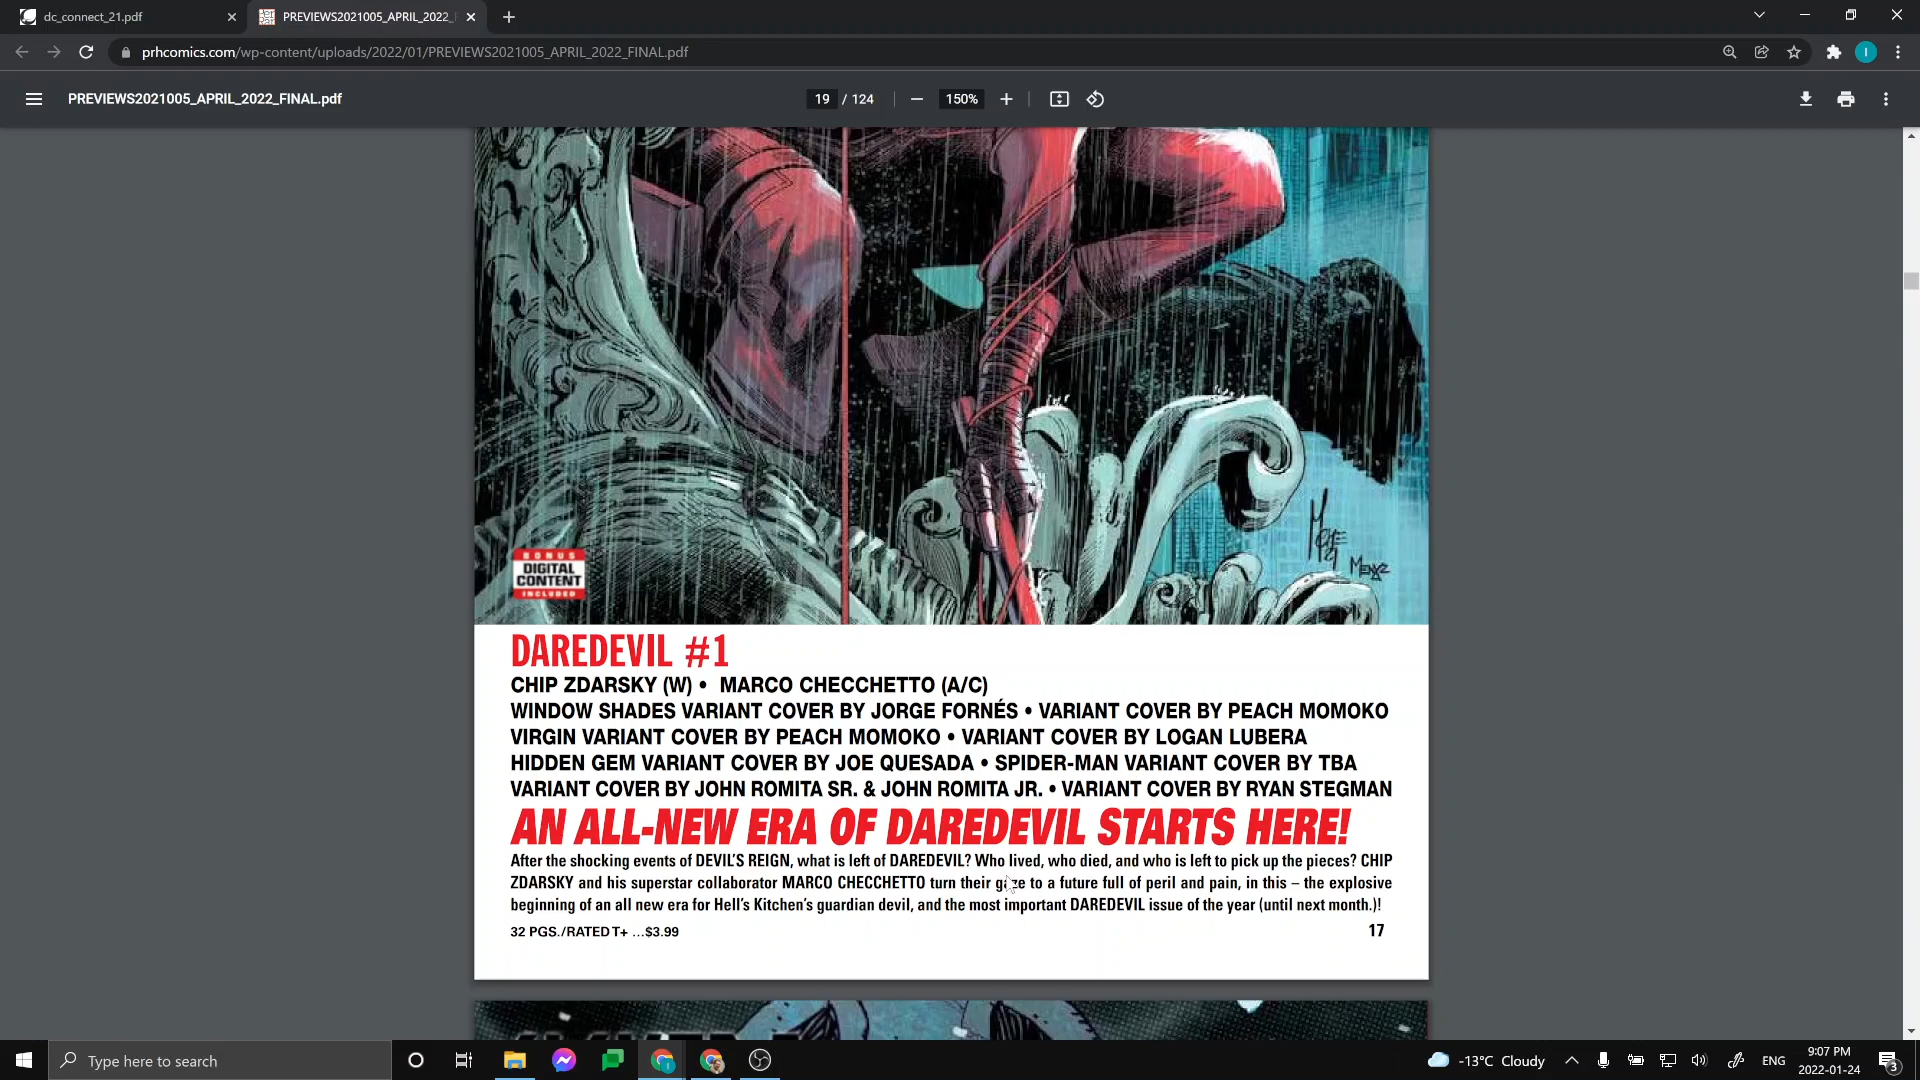 dc_connect_21.pdf
PREVIEWS2021005_APRIL_2022_F
prhcomics.com/wp-content/uploads/2022/01/PREVIEWS2021005_APRIL_2022_FINAL.pdf
I
PREVIEWS2021005_APRIL_2022_FINAL.pdf
19 / 124
150%
BONUS
DIGITAL
CONTENT
INCLUDED
DAREDEVIL #1
CHIP ZDARSKY (W) • MARCO CHECCHETTO (A/C)
WINDOW SHADES VARIANT COVER BY JORGE FORNÉS • VARIANT COVER BY PEACH MOMOKO
VIRGIN VARIANT COVER BY PEACH MOMOKO • VARIANT COVER BY LOGAN LUBERA
HIDDEN GEM VARIANT COVER BY JOE QUESADA • SPIDER-MAN VARIANT COVER BY TBA
VARIANT COVER BY JOHN ROMITA SR. & JOHN ROMITA JR. • VARIANT COVER BY RYAN STEGMAN
AN ALL-NEW ERA OF DAREDEVIL STARTS HERE!
After the shocking events of DEVIL'S REIGN, what is left of DAREDEVIL? Who lived, who died, and who is left to pick up the pieces? CHIP
ZDARSKY and his superstar collaborator MARCO CHECCHETTO turn their gaze to a future full of peril and pain, in this – the explosive
beginning of an all new era for Hell's Kitchen's guardian devil, and the most important DAREDEVIL issue of the year (until next month.)!
32 PGS./RATED T+ ...$3.99
17
Type here to search
-13°C Cloudy
ENG
9:07 PM
2022-01-24
3